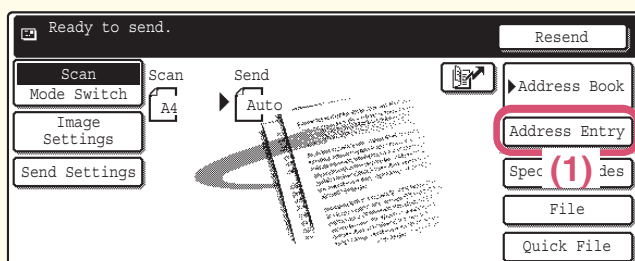 Ready to send.
Resend
Scan
Mode Switch
Scan
A4
Send
Auto
Image
Settings
Send Settings
Address Book
Address Entry
(1)
File
Quick File